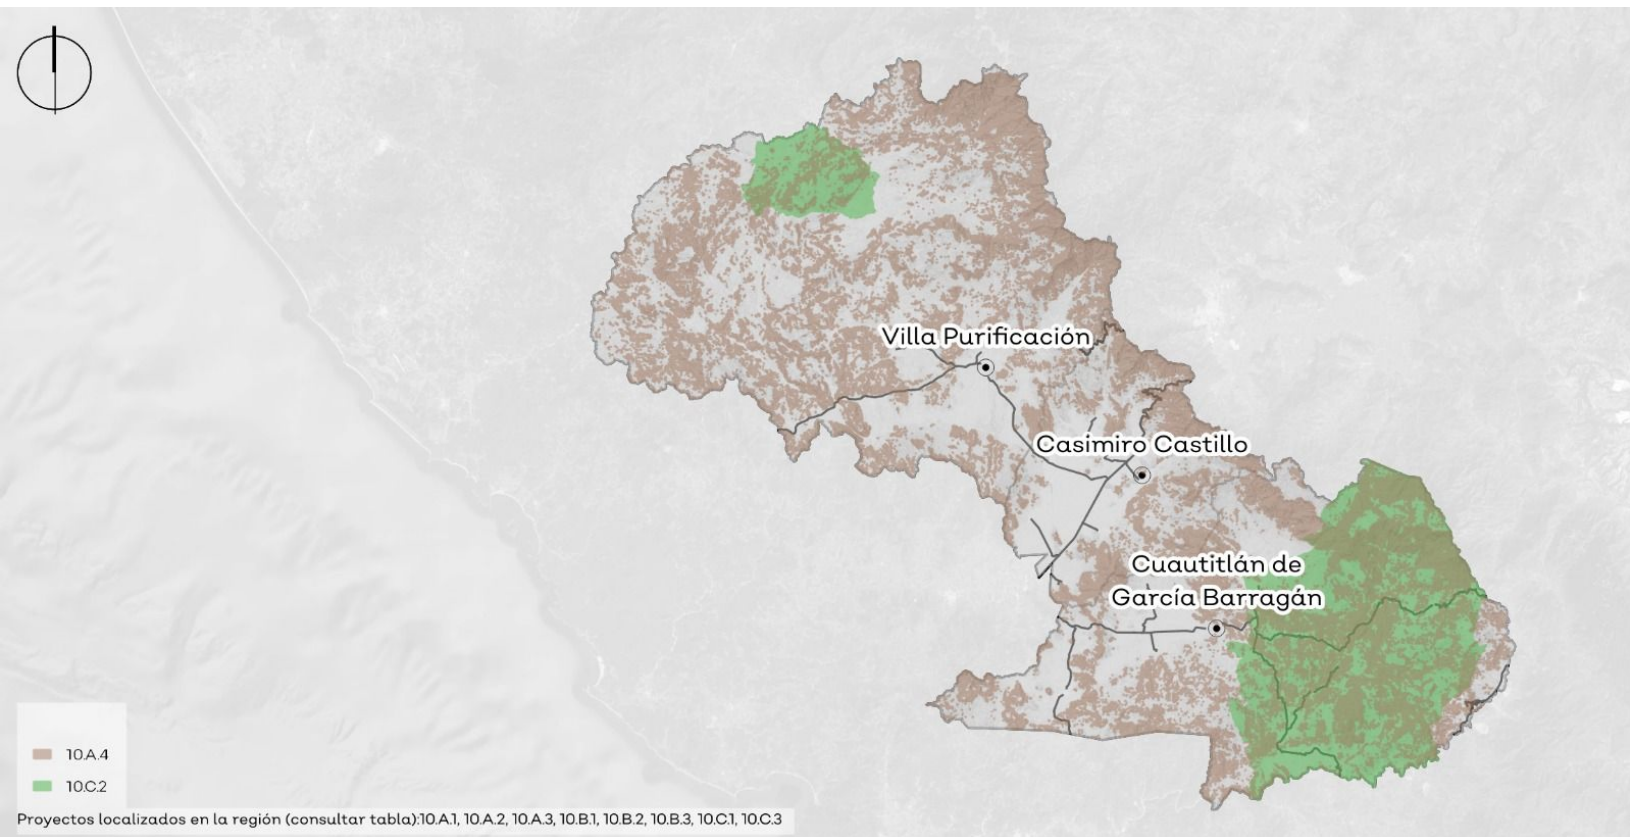 Villa Purificación
Casimiro Castillo
Cuautitlán de
García Barragán
10.A.4
10.C.2
Proyectos localizados en la región (consultar tabla):10.A.1, 10.A.2, 10.A.3, 10.B.1, 10.B.2, 10.B.3, 10.C.1, 10.C.3